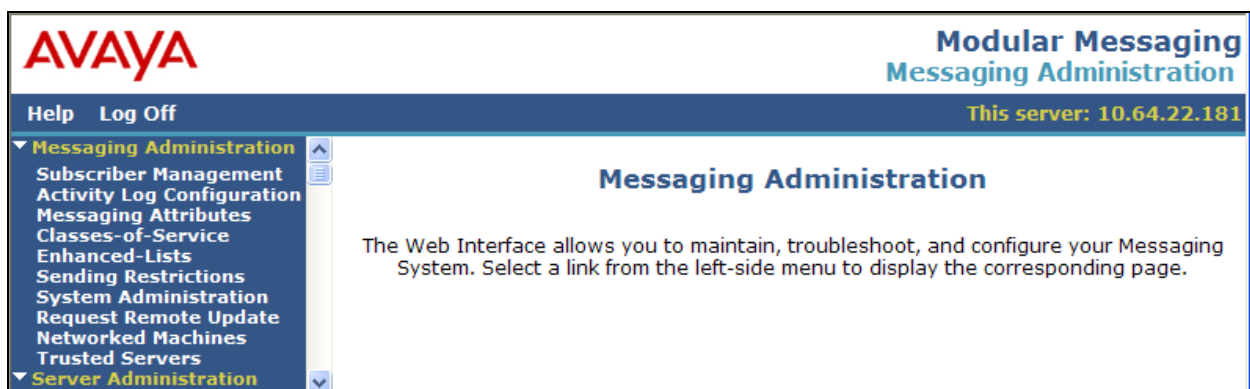 AVAYA
Modular Messaging
Messaging Administration
Help Log Off
This server: 10.64.22.181
Messaging Administration
Subscriber Management
Activity Log Configuration
Messaging Attributes
Classes-of-Service
Enhanced-Lists
Sending Restrictions
System Administration
Request Remote Update
Networked Machines
Trusted Servers
Server Administration
Messaging Administration
The Web Interface allows you to maintain, troubleshoot, and configure your Messaging
System. Select a link from the left-side menu to display the corresponding page.